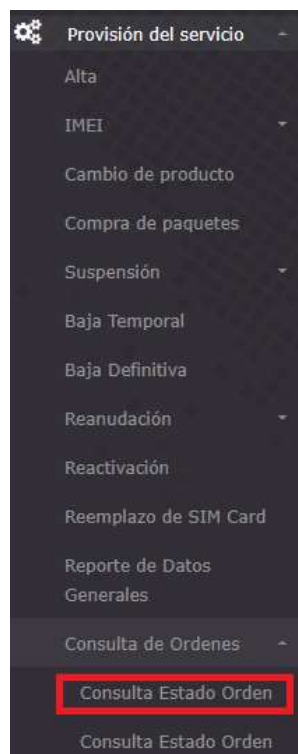 Provisión del servicio
Alta
IMEI
Cambio de producto
Compra de paquetes
Suspensión
Baja Temporal
Baja Definitiva
Reanudación
Reactivación
Reemplazo de SIM Card
Reporte de Datos
Generales
Consulta de Ordenes
Consulta Estado Orden
Consulta Estado Orden